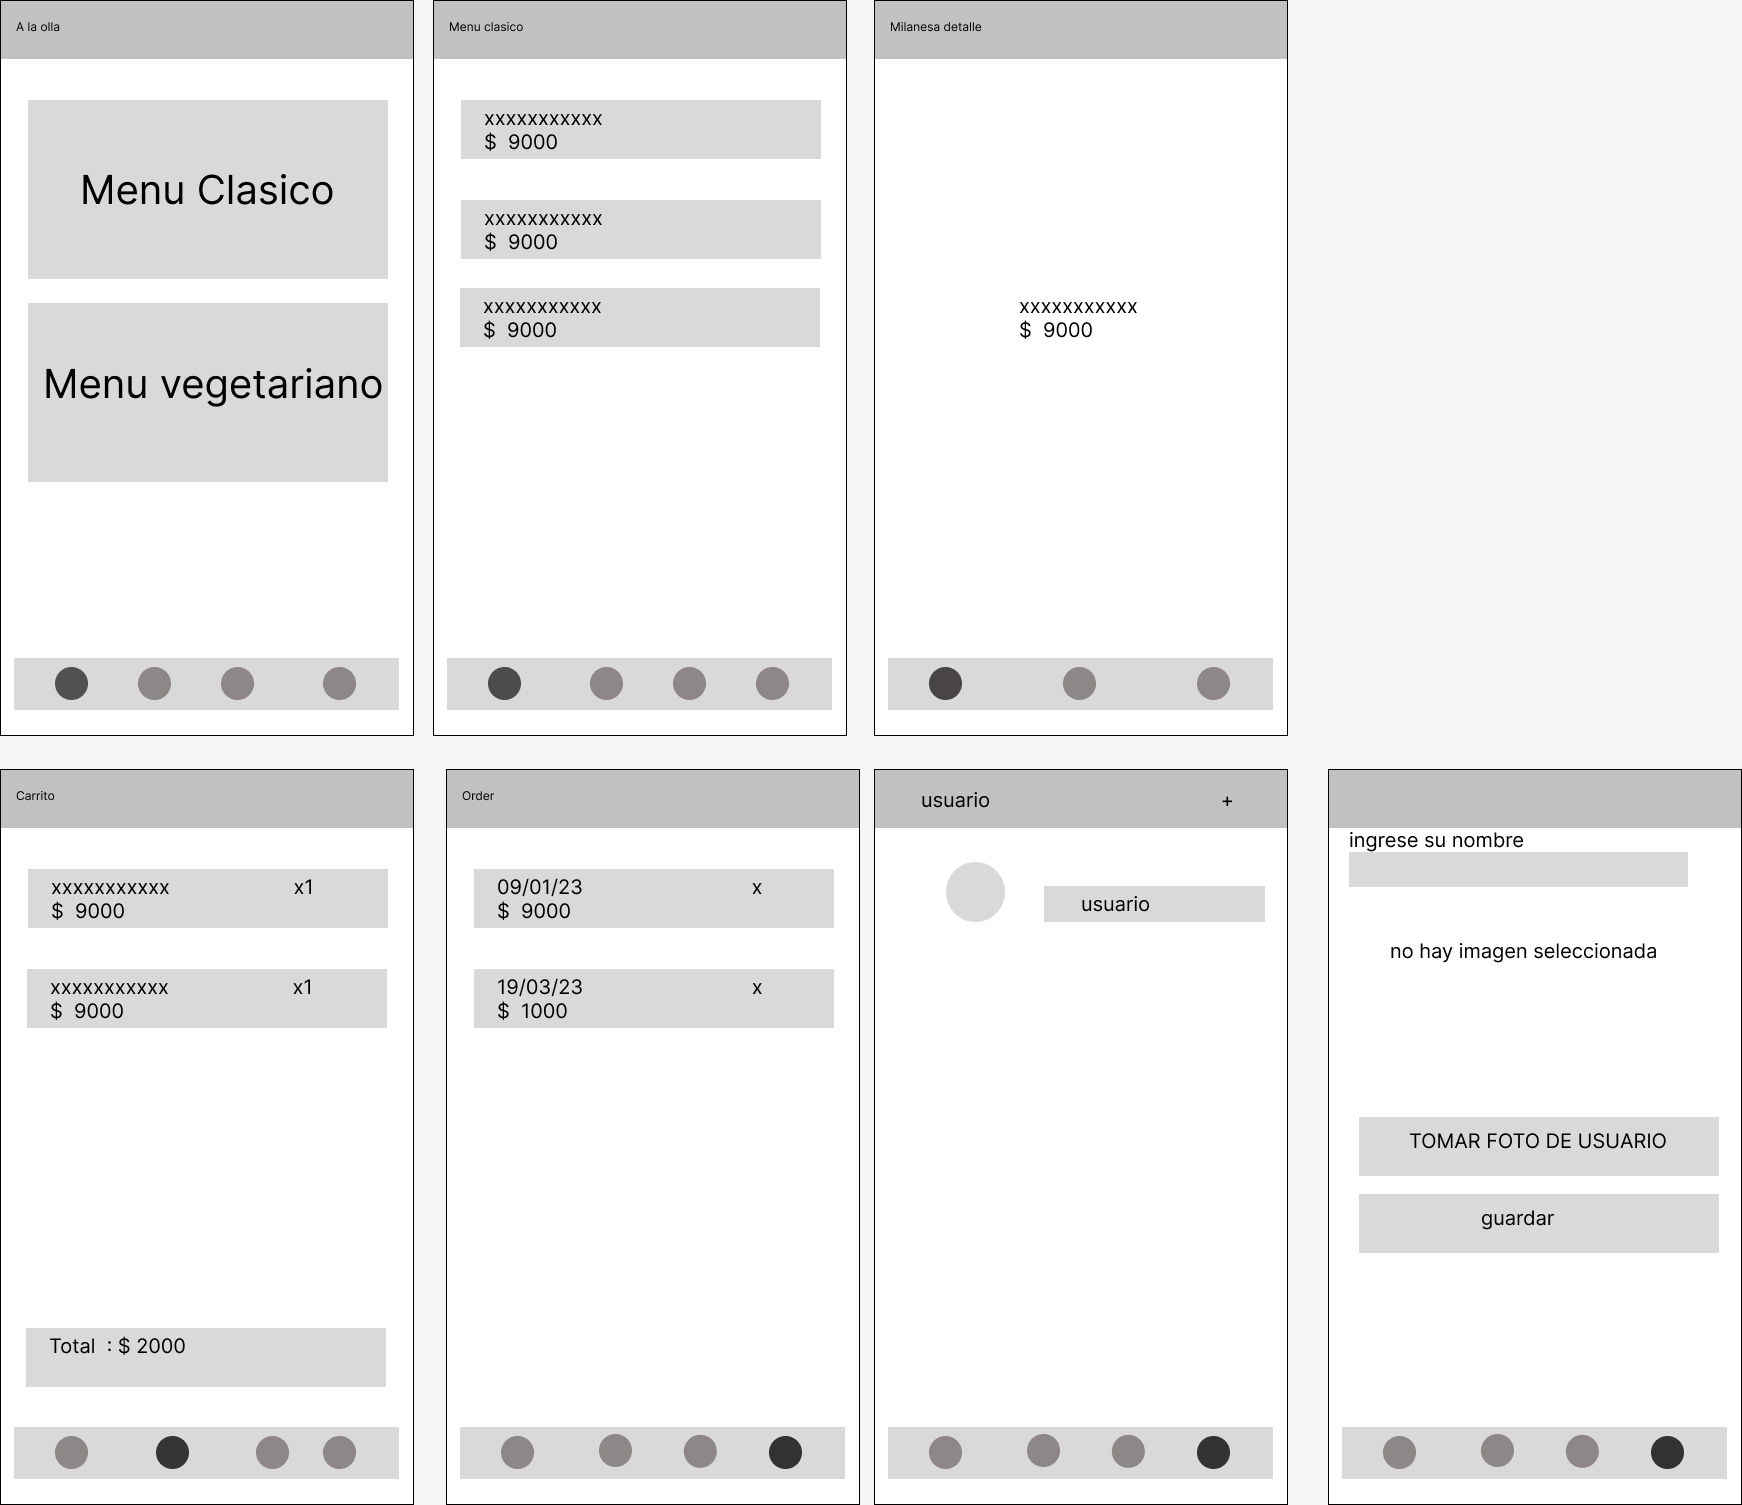 A la olla
Menu Clasico
Menu vegetariano
Menu clasico
xxxxxxxxxxx
$ 9000
xxxxxxxxxxx
$ 9000
xxxxxxxxxxx
$ 9000
Milanesa detalle
xxxxxxxxxxx
$ 9000
Carrito
xxxxxxxxxxx x1
$ 9000
xxxxxxxxxxx x1
$ 9000
Total : $ 2000
Order
09/01/23 x
$ 9000
19/03/23 x
$ 1000
usuario +
usuario
ingrese su nombre
no hay imagen seleccionada
TOMAR FOTO DE USUARIO
guardar